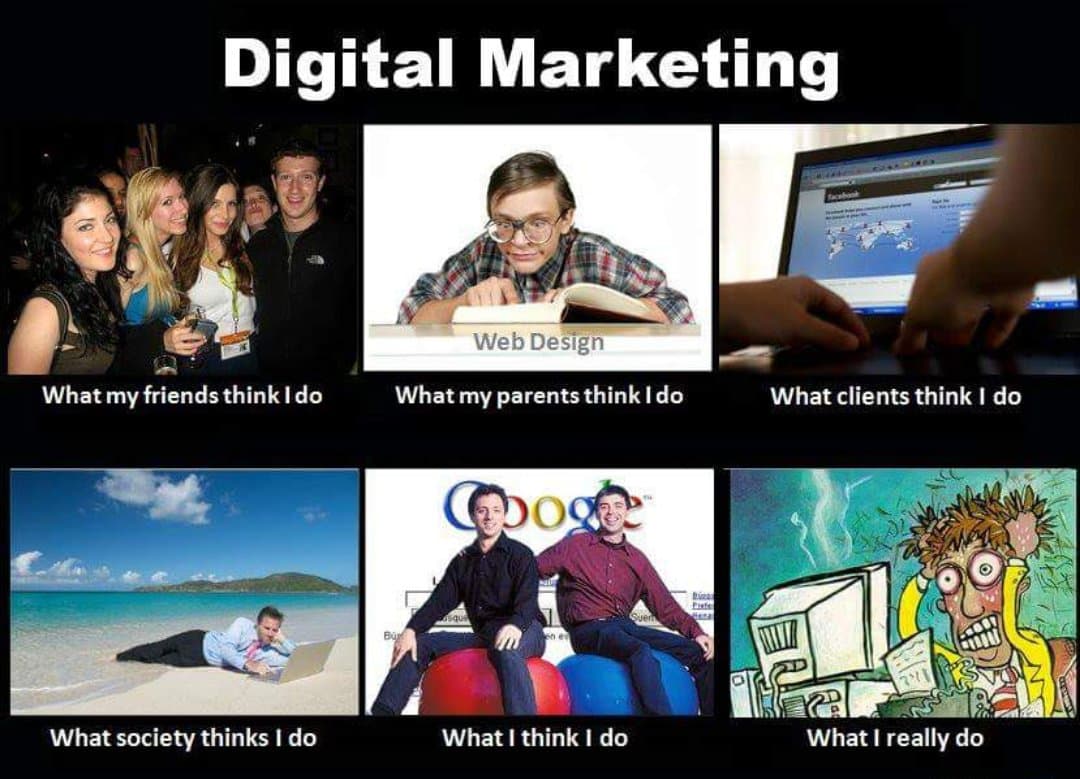 Digital Marketing
facebook
Web Design
What my friends think I do
What my parents think I do
What clients think I do
Google
What society thinks I do
What I think I do
What I really do